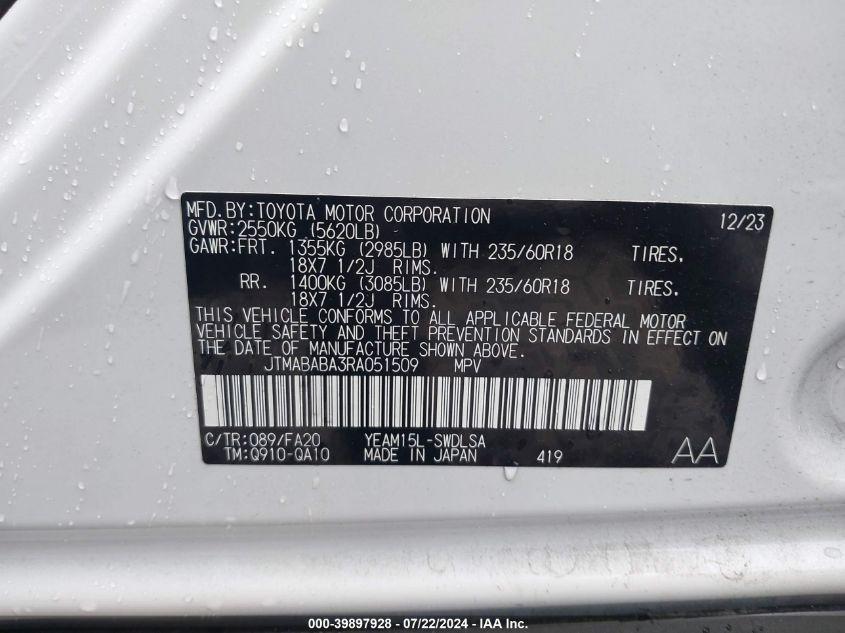 MFD.BY:TOYOTA MOTOR CORPORATION 12/23
GVWR:2550KG (5620LB)
GAWR:FRT. 1355KG (2985LB) WITH 235/60R18 TIRES.
18X7 1/2J RIMS.
RR. 1400KG (3085LB) WITH 235/60R18 TIRES.
18X7 1/2J RIMS.
THIS VEHICLE CONFORMS TO ALL APPLICABLE FEDERAL MOTOR
VEHICLE SAFETY AND THEFT PREVENTION STANDARDS IN EFFECT ON
THE DATE OF MANUFACTURE SHOWN ABOVE.
JTMABABA3RA051509 MPV
C/TR:089/FA20 YEAM15L-SWDLSA
TM:Q910-QA10 MADE IN JAPAN 419 AA
000-39897928 - 07/22/2024 - IAA Inc.